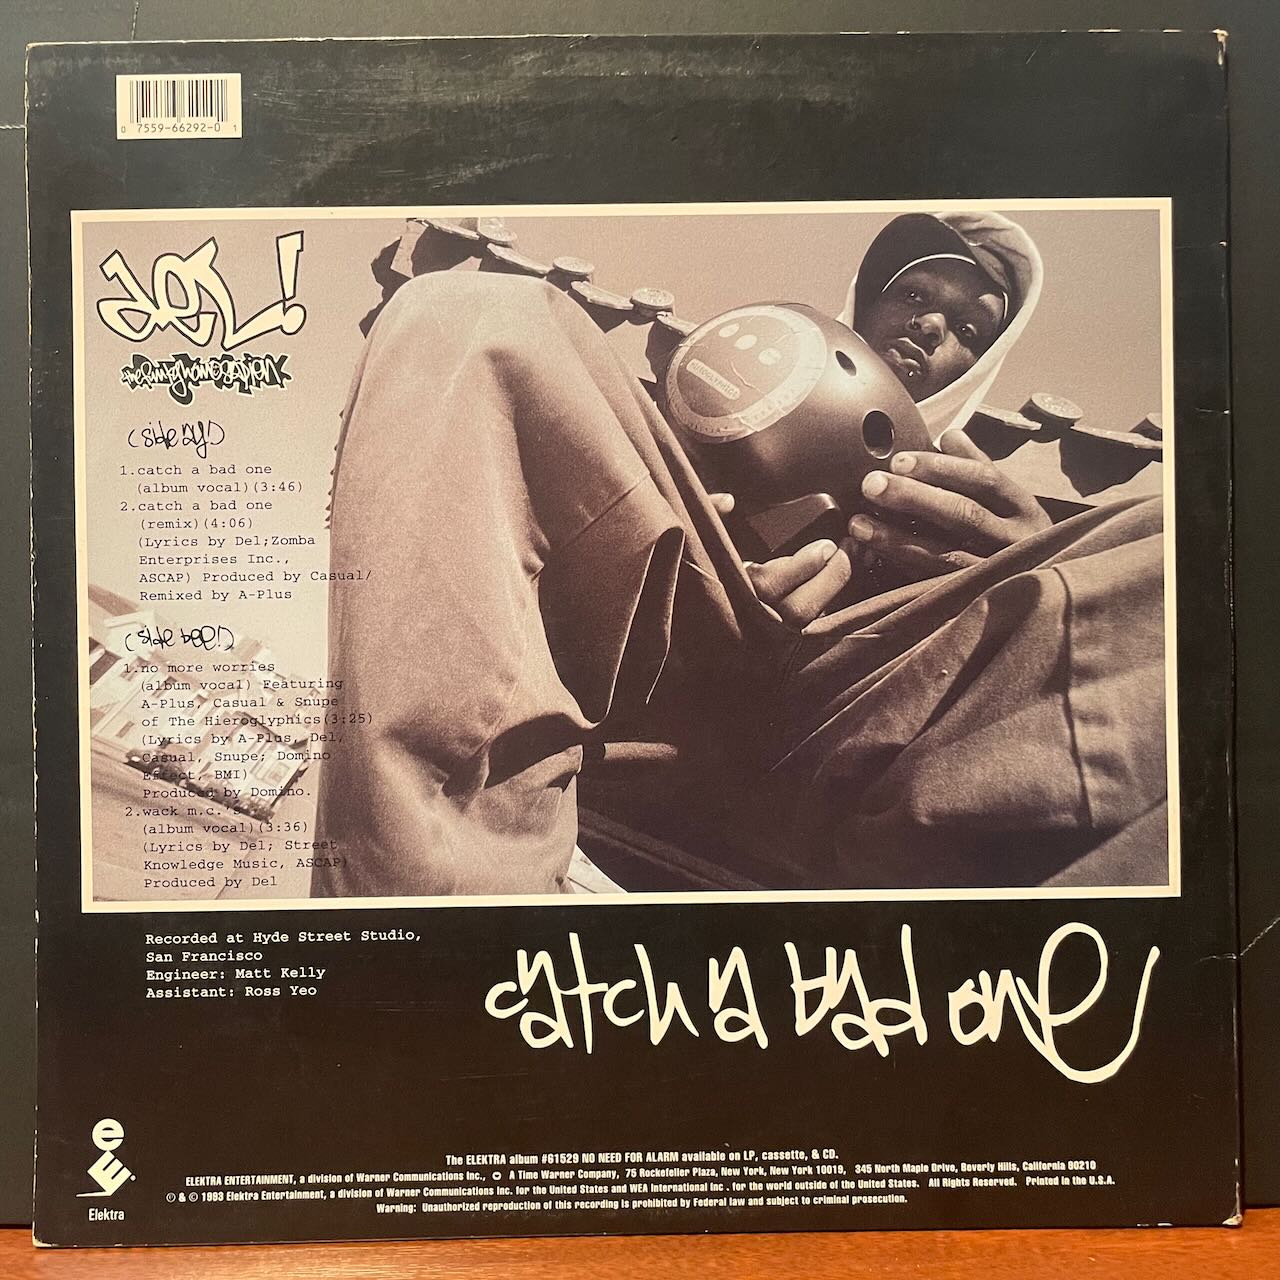 0 7559-66292-0 1
del!
the funkyhomosapien
(side ay!)
1.catch a bad one
(album vocal)(3:46)
2.catch a bad one
(remix)(4:06)
(Lyrics by Del;Zomba
Enterprises Inc.,
ASCAP) Produced by Casual/
Remixed by A-Plus
(side bee!)
1.no more worries
(album vocal) Featuring
A-Plus, Casual & Snupe
of The Hieroglyphics(3:25)
(Lyrics by A-Plus, Del,
Casual, Snupe; Domino
Effect, BMI)
Produced by Domino.
2.wack m.c.'s
(album vocal)(3:36)
(Lyrics by Del; Street
Knowledge Music, ASCAP)
Produced by Del
HIEROGLYPHICS
Recorded at Hyde Street Studio,
San Francisco
Engineer: Matt Kelly
Assistant: Ross Yeo
catch a bad one
Elektra
The ELEKTRA album #61529 NO NEED FOR ALARM available on LP, cassette, & CD.
ELEKTRA ENTERTAINMENT, a division of Warner Communications Inc., A Time Warner Company, 75 Rockefeller Plaza, New York, New York 10019, 345 North Maple Drive, Beverly Hills, California 90210
℗ & © 1993 Elektra Entertainment, a division of Warner Communications Inc. for the United States and WEA International Inc . for the world outside of the United States. All Rights Reserved. Printed in the U.S.A.
Warning: Unauthorized reproduction of this recording is prohibited by Federal law and subject to criminal prosecution.